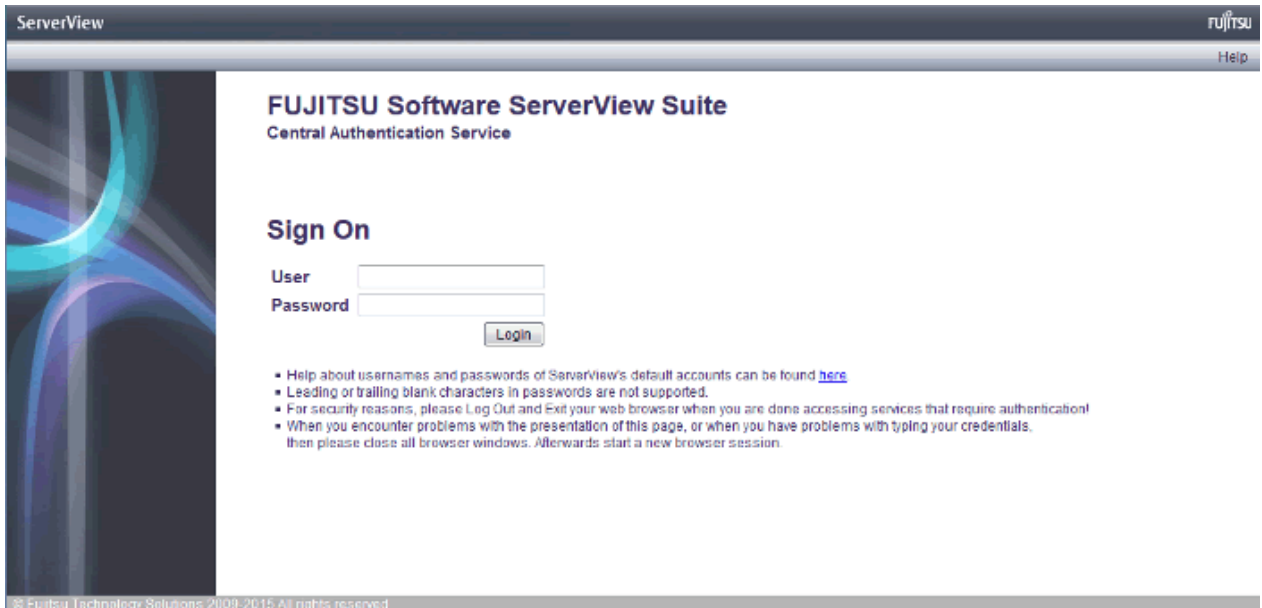 ServerView
FUJITSU
Help
FUJITSU Software ServerView Suite
Central Authentication Service
Sign On
User
Password
Login
▪ Help about usernames and passwords of ServerView's default accounts can be found here
▪ Leading or trailing blank characters in passwords are not supported.
▪ For security reasons, please Log Out and Exit your web browser when you are done accessing services that require authentication!
▪ When you encounter problems with the presentation of this page, or when you have problems with typing your credentials,
then please close all browser windows. Afterwards start a new browser session.
© Fujitsu Technology Solutions 2009-2015 All rights reserved